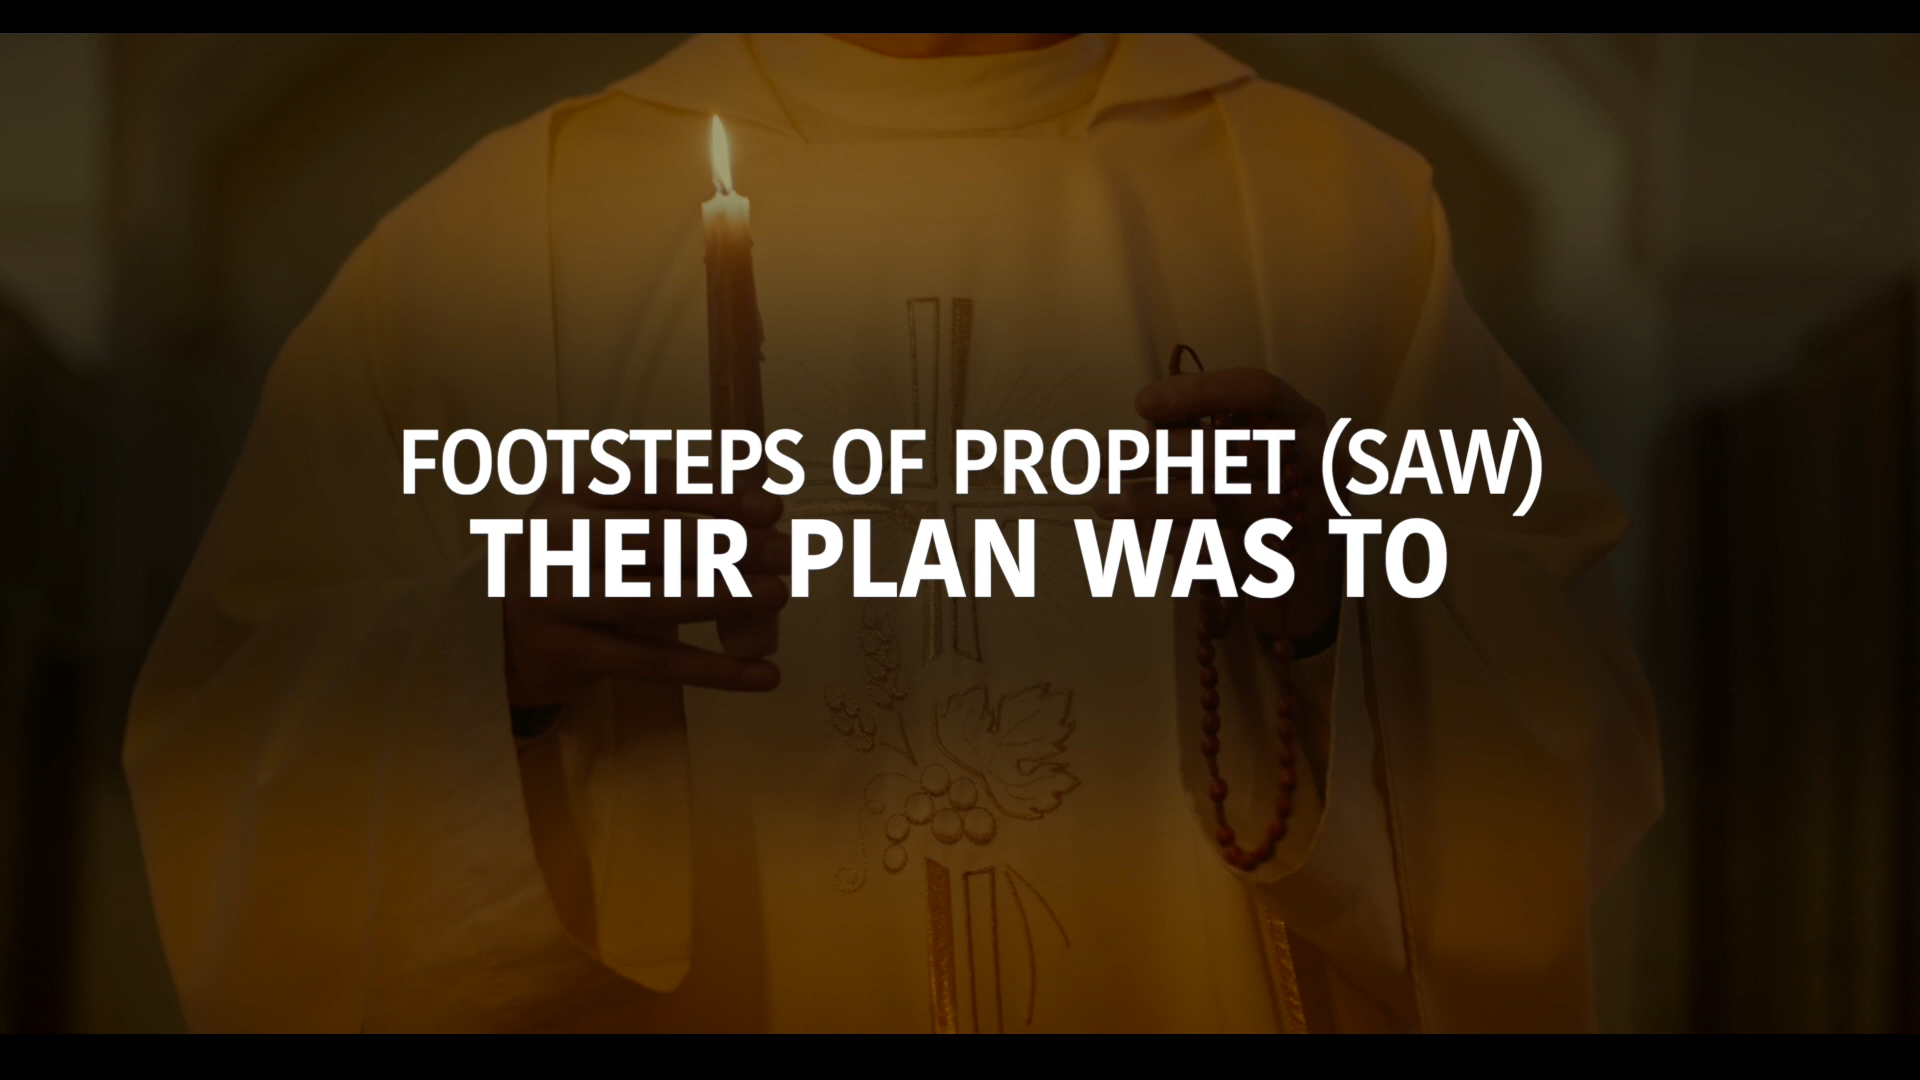 FOOTSTEPS OF PROPHET (SAW)
THEIR PLAN WAS TO